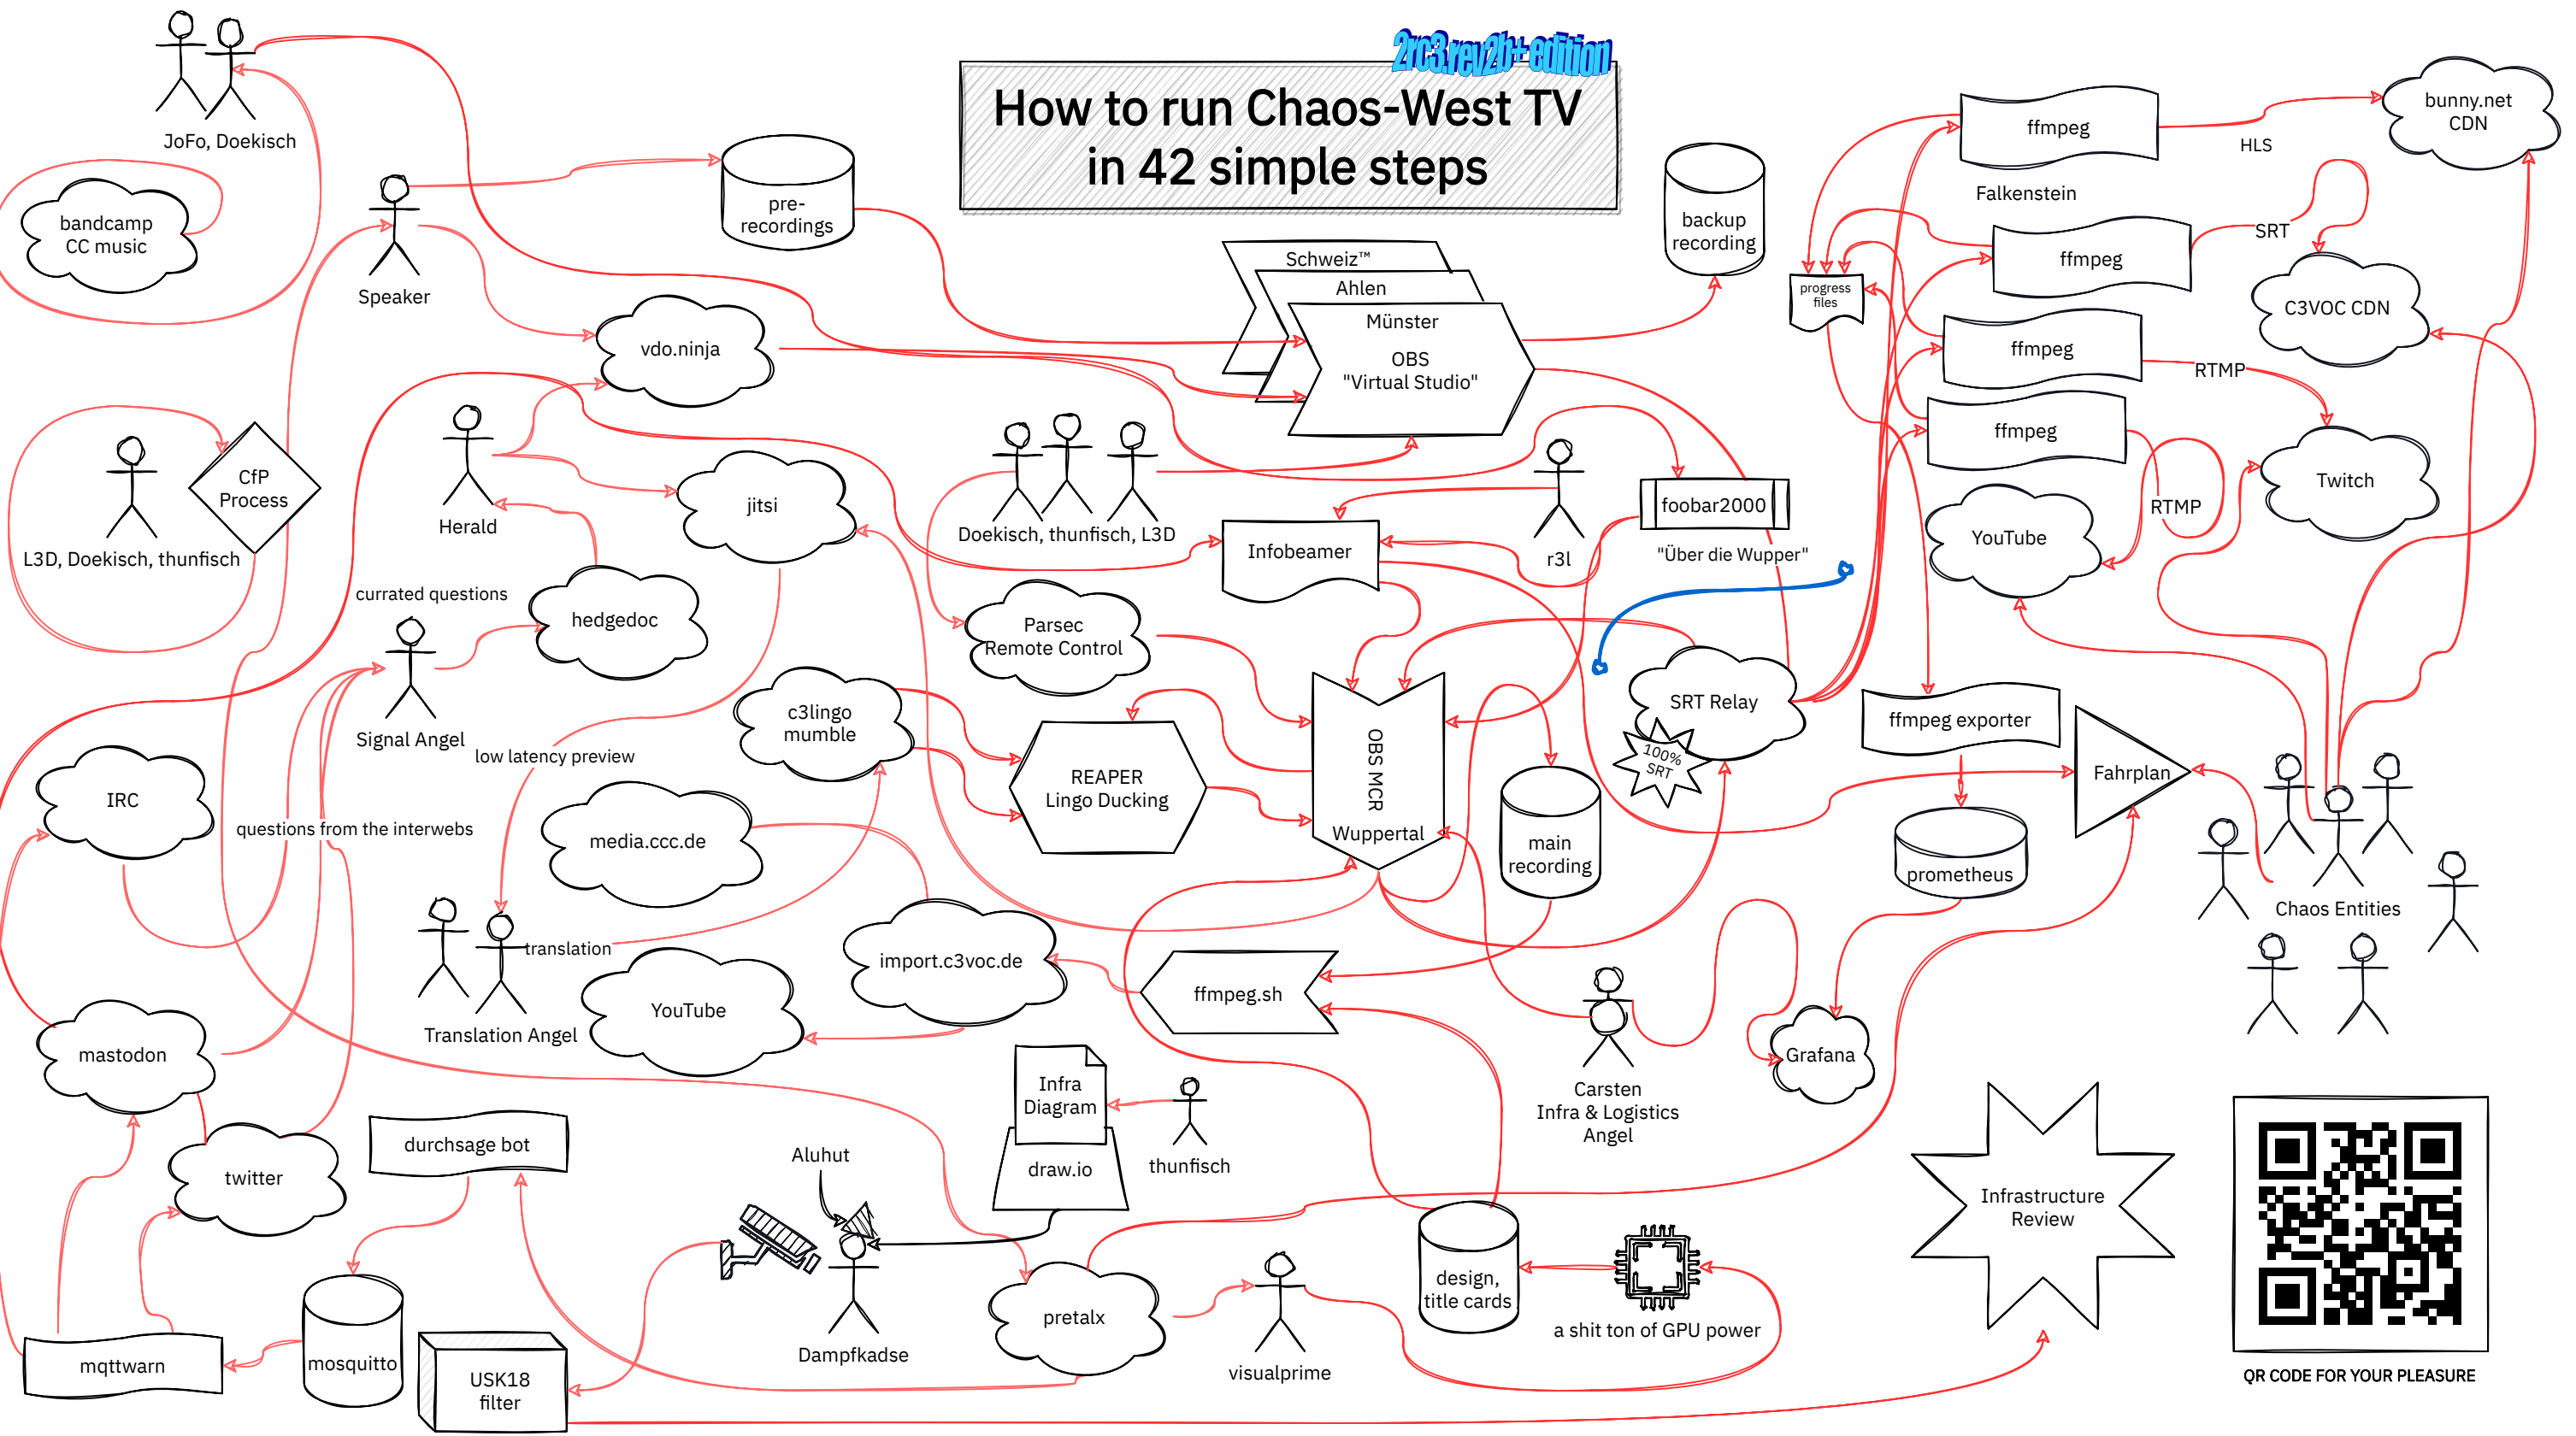 2rc3.rev2b+ edition
How to run Chaos-West TV
in 42 simple steps
JoFo, Doekisch
bandcamp
CC music
Speaker
pre-
recordings
vdo.ninja
Schweiz™
Ahlen
Münster
OBS
"Virtual Studio"
backup
recording
ffmpeg
HLS
bunny.net
CDN
Falkenstein
ffmpeg
SRT
C3VOC CDN
progress
files
ffmpeg
RTMP
ffmpeg
RTMP
Twitch
YouTube
L3D, Doekisch, thunfisch
CfP
Process
Herald
jitsi
Doekisch, thunfisch, L3D
Infobeamer
r3l
foobar2000
"Über die Wupper"
currated questions
hedgedoc
Signal Angel
Parsec
Remote Control
c3lingo
mumble
low latency preview
REAPER
Lingo Ducking
OBS MCR
Wuppertal
main
recording
SRT Relay
100%
SRT
ffmpeg exporter
Fahrplan
prometheus
Chaos Entities
IRC
questions from the interwebs
media.ccc.de
translation
Translation Angel
import.c3voc.de
YouTube
ffmpeg.sh
Carsten
Infra & Logistics
Angel
Grafana
mastodon
twitter
durchsage bot
Infra
Diagram
draw.io
thunfisch
Aluhut
Dampfkadse
mqttwarn
mosquitto
USK18
filter
pretalx
visualprime
design,
title cards
a shit ton of GPU power
Infrastructure
Review
QR CODE FOR YOUR PLEASURE